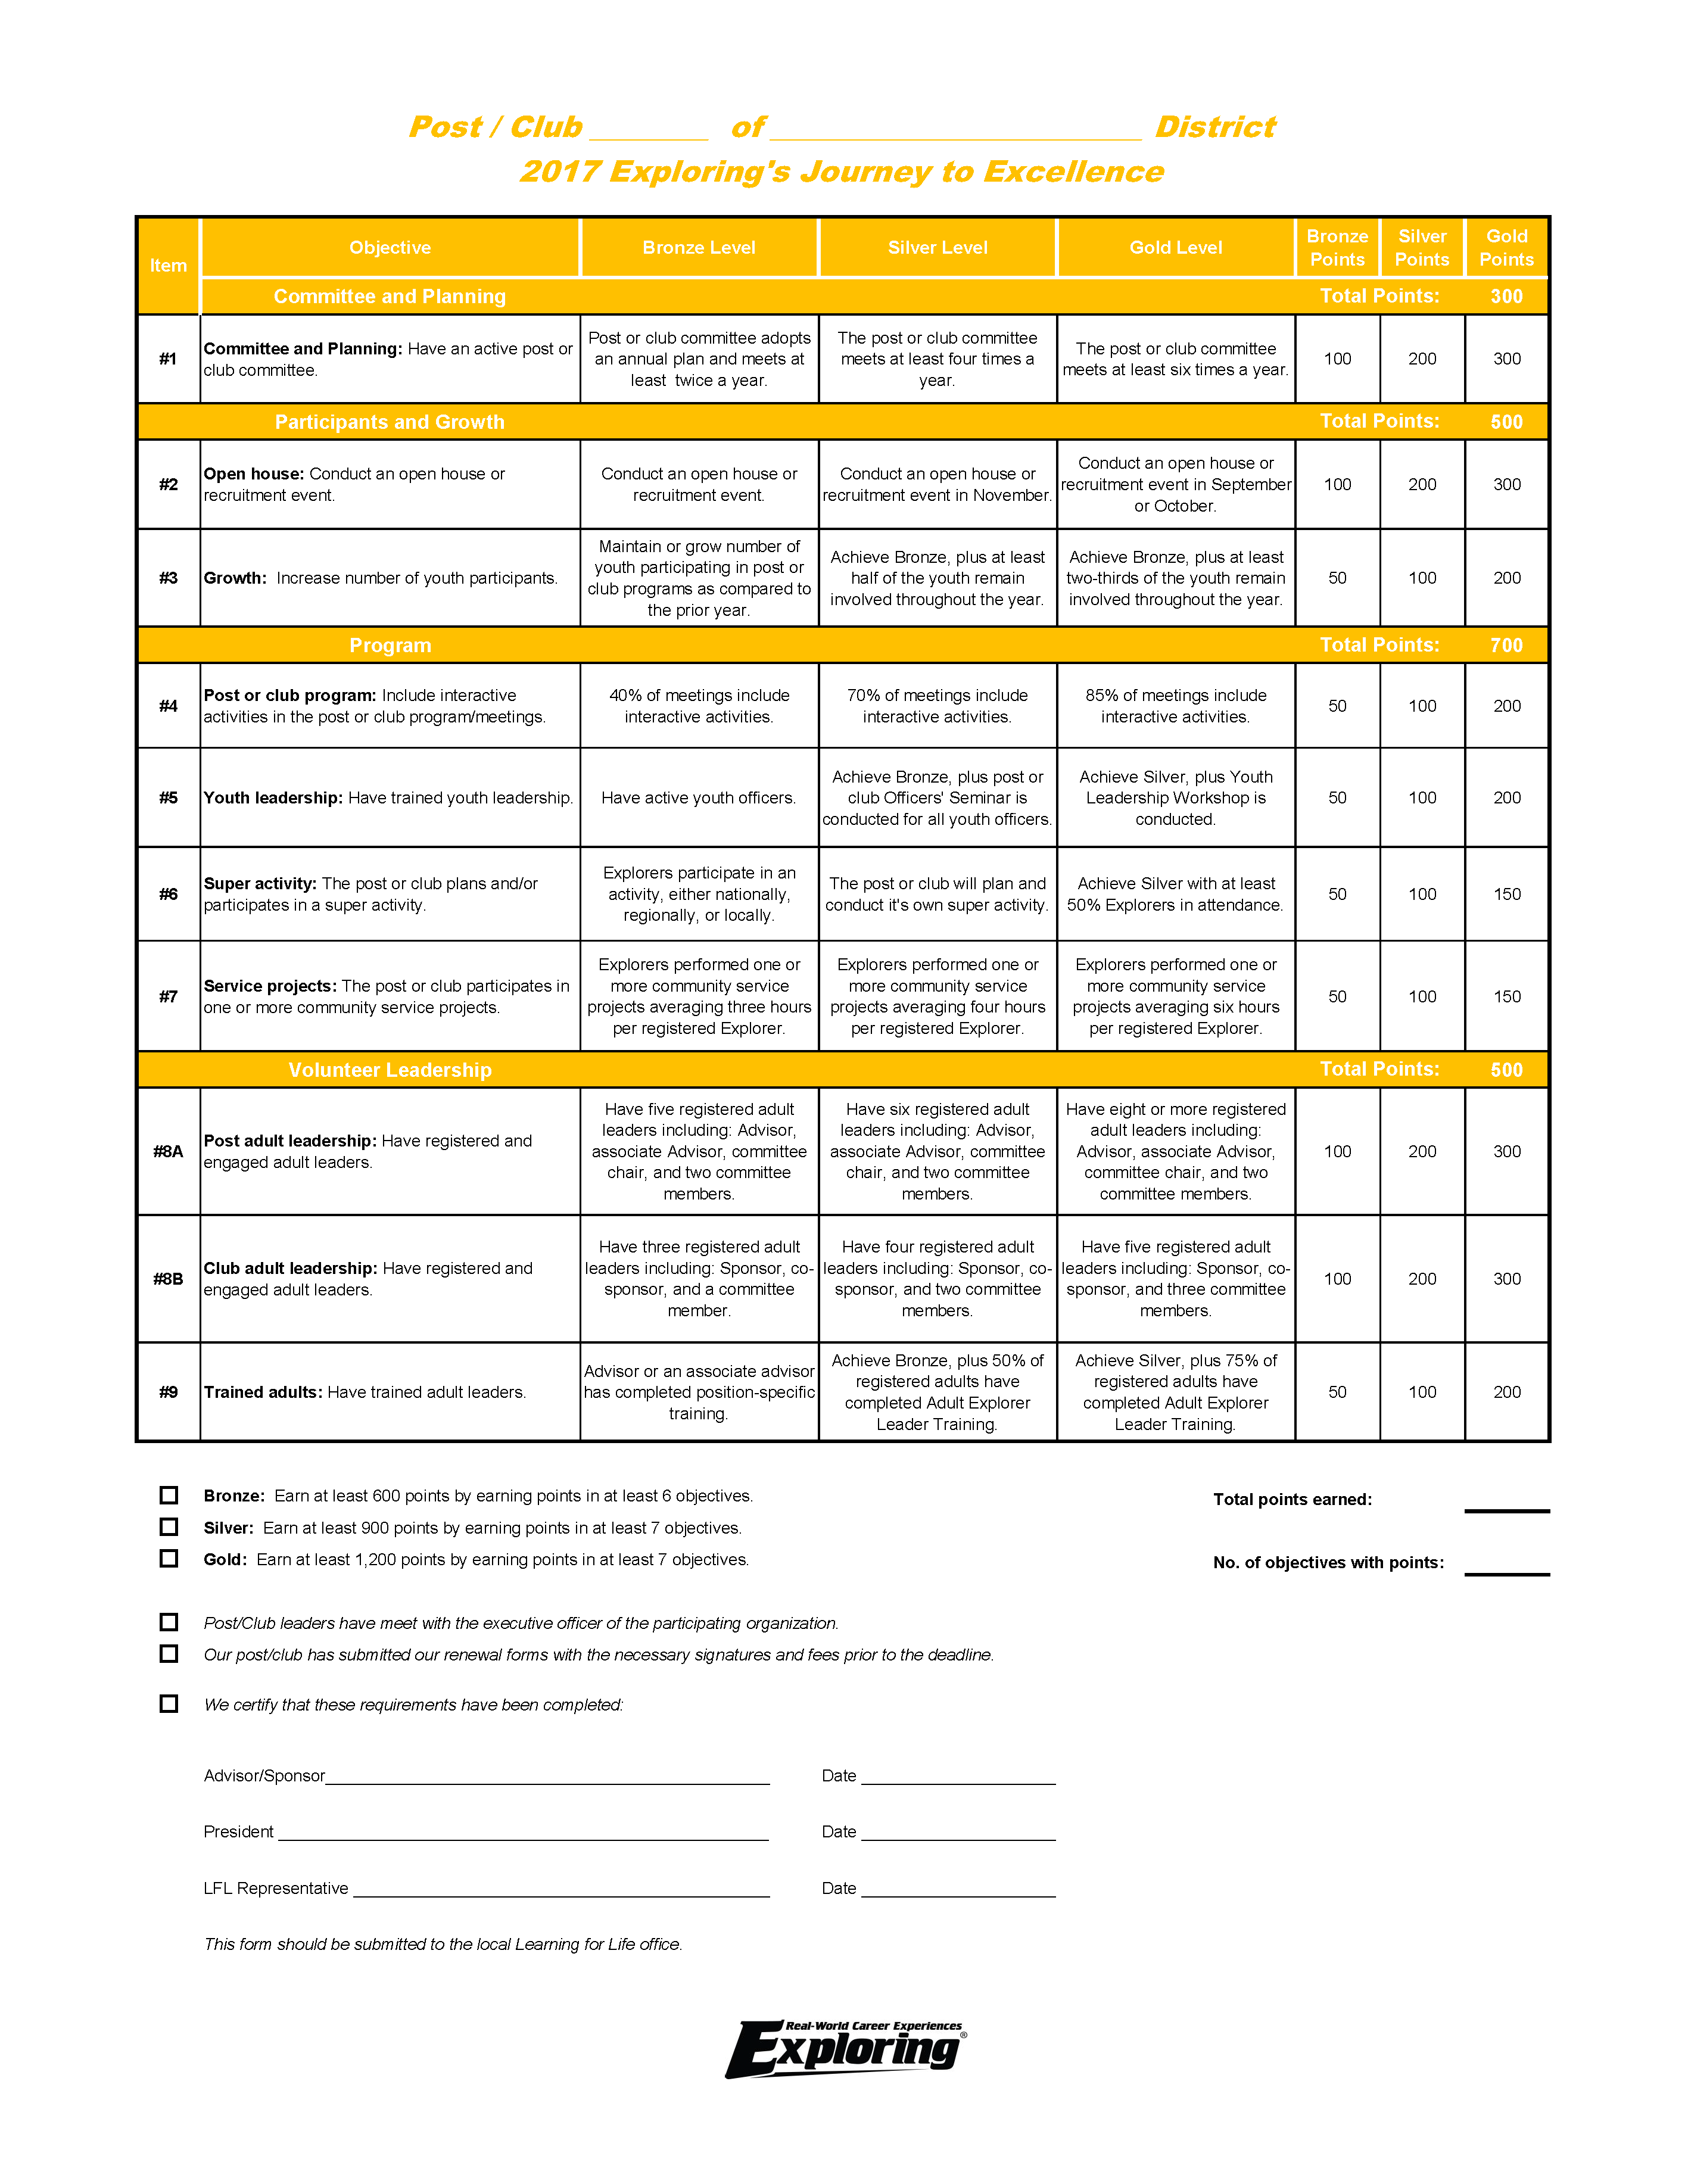 Post / Club ________ of _________________________ District
2017 Exploring's Journey to Excellence
Item Objective Bronze Level Silver Level Gold Level Bronze Points Silver Points Gold Points
Committee and Planning Total Points: 300
#1 Committee and Planning: Have an active post or club committee. Post or club committee adopts an annual plan and meets at least twice a year. The post or club committee meets at least four times a year. The post or club committee meets at least six times a year. 100 200 300
Participants and Growth Total Points: 500
#2 Open house: Conduct an open house or recruitment event. Conduct an open house or recruitment event. Conduct an open house or recruitment event in November. Conduct an open house or recruitment event in September or October. 100 200 300
#3 Growth: Increase number of youth participants. Maintain or grow number of youth participating in post or club programs as compared to the prior year. Achieve Bronze, plus at least half of the youth remain involved throughout the year. Achieve Bronze, plus at least two-thirds of the youth remain involved throughout the year. 50 100 200
Program Total Points: 700
#4 Post or club program: Include interactive activities in the post or club program/meetings. 40% of meetings include interactive activities. 70% of meetings include interactive activities. 85% of meetings include interactive activities. 50 100 200
#5 Youth leadership: Have trained youth leadership. Have active youth officers. Achieve Bronze, plus post or club Officers' Seminar is conducted for all youth officers. Achieve Silver, plus Youth Leadership Workshop is conducted. 50 100 200
#6 Super activity: The post or club plans and/or participates in a super activity. Explorers participate in an activity, either nationally, regionally, or locally. The post or club will plan and conduct it's own super activity. Achieve Silver with at least 50% Explorers in attendance. 50 100 150
#7 Service projects: The post or club participates in one or more community service projects. Explorers performed one or more community service projects averaging three hours per registered Explorer. Explorers performed one or more community service projects averaging four hours per registered Explorer. Explorers performed one or more community service projects averaging six hours per registered Explorer. 50 100 150
Volunteer Leadership Total Points: 500
#8A Post adult leadership: Have registered and engaged adult leaders. Have five registered adult leaders including: Advisor, associate Advisor, committee chair, and two committee members. Have six registered adult leaders including: Advisor, associate Advisor, committee chair, and two committee members. Have eight or more registered adult leaders including: Advisor, associate Advisor, committee chair, and two committee members. 100 200 300
#8B Club adult leadership: Have registered and engaged adult leaders. Have three registered adult leaders including: Sponsor, co-sponsor, and a committee member. Have four registered adult leaders including: Sponsor, co-sponsor, and two committee members. Have five registered adult leaders including: Sponsor, co-sponsor, and three committee members. 100 200 300
#9 Trained adults: Have trained adult leaders. Advisor or an associate advisor has completed position-specific training. Achieve Bronze, plus 50% of registered adults have completed Adult Explorer Leader Training. Achieve Silver, plus 75% of registered adults have completed Adult Explorer Leader Training. 50 100 200
Bronze: Earn at least 600 points by earning points in at least 6 objectives.
Total points earned:
Silver: Earn at least 900 points by earning points in at least 7 objectives.
Gold: Earn at least 1,200 points by earning points in at least 7 objectives.
No. of objectives with points:
Post/Club leaders have meet with the executive officer of the participating organization.
Our post/club has submitted our renewal forms with the necessary signatures and fees prior to the deadline.
We certify that these requirements have been completed:
Advisor/Sponsor____________________ Date __________
President ____________________ Date __________
LFL Representative ____________________ Date __________
This form should be submitted to the local Learning for Life office.
Real-World Career Experiences
Exploring®